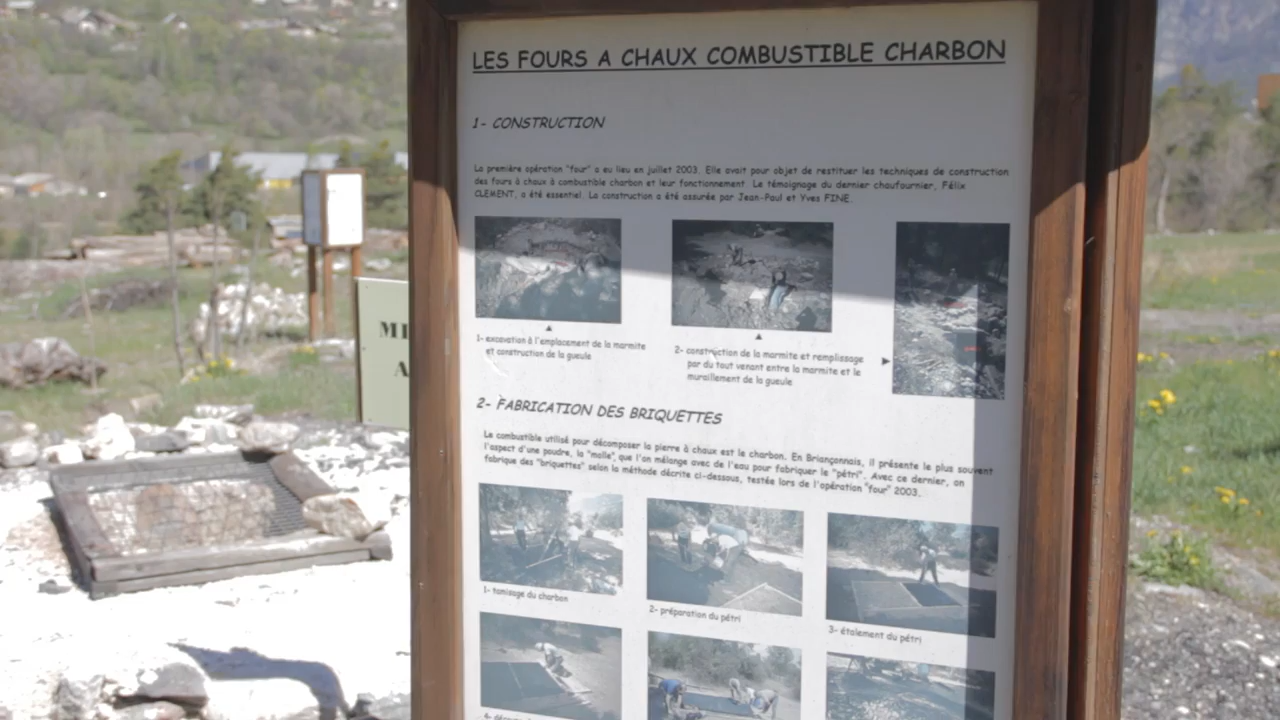 LES FOURS A CHAUX COMBUSTIBLE CHARBON
1- CONSTRUCTION
La première opération "four" a eu lieu en juillet 2003. Elle avait pour objet de restituer les techniques de construction
des fours à chaux à combustible charbon et leur fonctionnement. Le témoignage du dernier chaufournier, Félix
CLEMENT, a été essentiel. La construction a été assurée par Jean-Paul et Yves FINE.
1- excavation à l'emplacement de la marmite
et construction de la gueule
2- construction de la marmite et remplissage
par du tout venant entre la marmite et le
muraillement de la gueule
2- FABRICATION DES BRIQUETTES
Le combustible utilisé pour décomposer la pierre à chaux est le charbon. En Briançonnais, il présente le plus souvent
l'aspect d'une poudre, la "malle", que l'on mélange avec de l'eau pour fabriquer le "pétri". Avec ce dernier, on
fabrique des "briquettes" selon la méthode décrite ci-dessous, testée lors de l'opération "four" 2003.
1- tamisage du charbon
2- préparation du pétri
3- étalement du pétri
MI
A